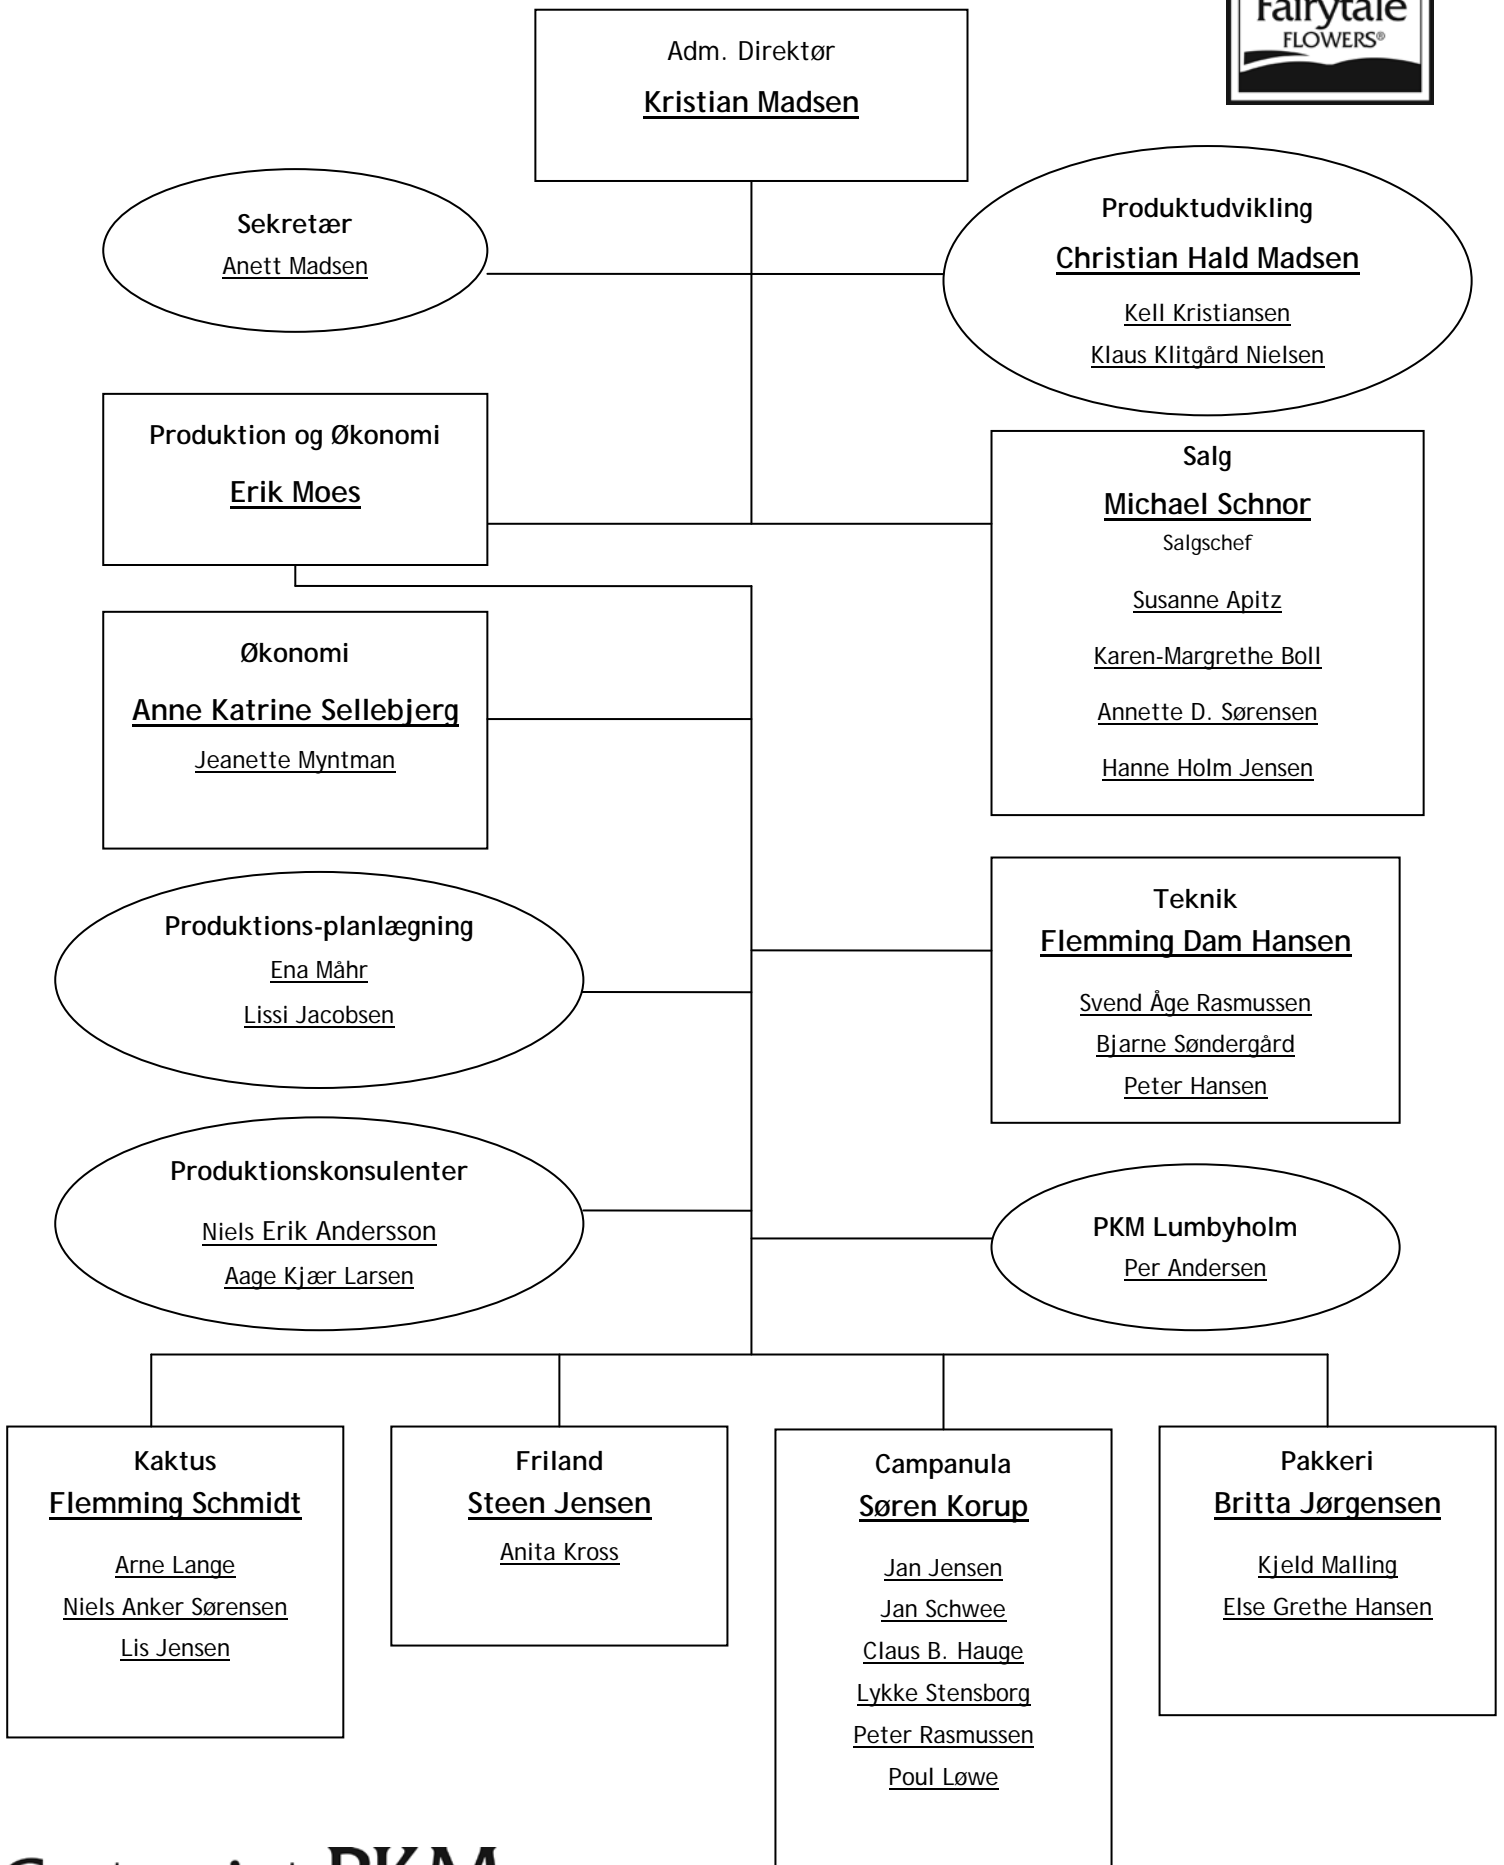 Fairytale
FLOWERS®
Adm. Direktør
Kristian Madsen
Sekretær
Anett Madsen
Produktudvikling
Christian Hald Madsen
Kell Kristiansen
Klaus Klitgård Nielsen
Produktion og Økonomi
Erik Moes
Salg
Michael Schnor
Salgschef
Susanne Apitz
Karen-Margrethe Boll
Annette D. Sørensen
Hanne Holm Jensen
Økonomi
Anne Katrine Sellebjerg
Jeanette Myntman
Produktions-planlægning
Ena Måhr
Lissi Jacobsen
Teknik
Flemming Dam Hansen
Svend Åge Rasmussen
Bjarne Søndergård
Peter Hansen
Produktionskonsulenter
Niels Erik Andersson
Aage Kjær Larsen
PKM Lumbyholm
Per Andersen
Kaktus
Flemming Schmidt
Arne Lange
Niels Anker Sørensen
Lis Jensen
Friland
Steen Jensen
Anita Kross
Campanula
Søren Korup
Jan Jensen
Jan Schwee
Claus B. Hauge
Lykke Stensborg
Peter Rasmussen
Poul Løwe
Pakkeri
Britta Jørgensen
Kjeld Malling
Else Grethe Hansen
PKM